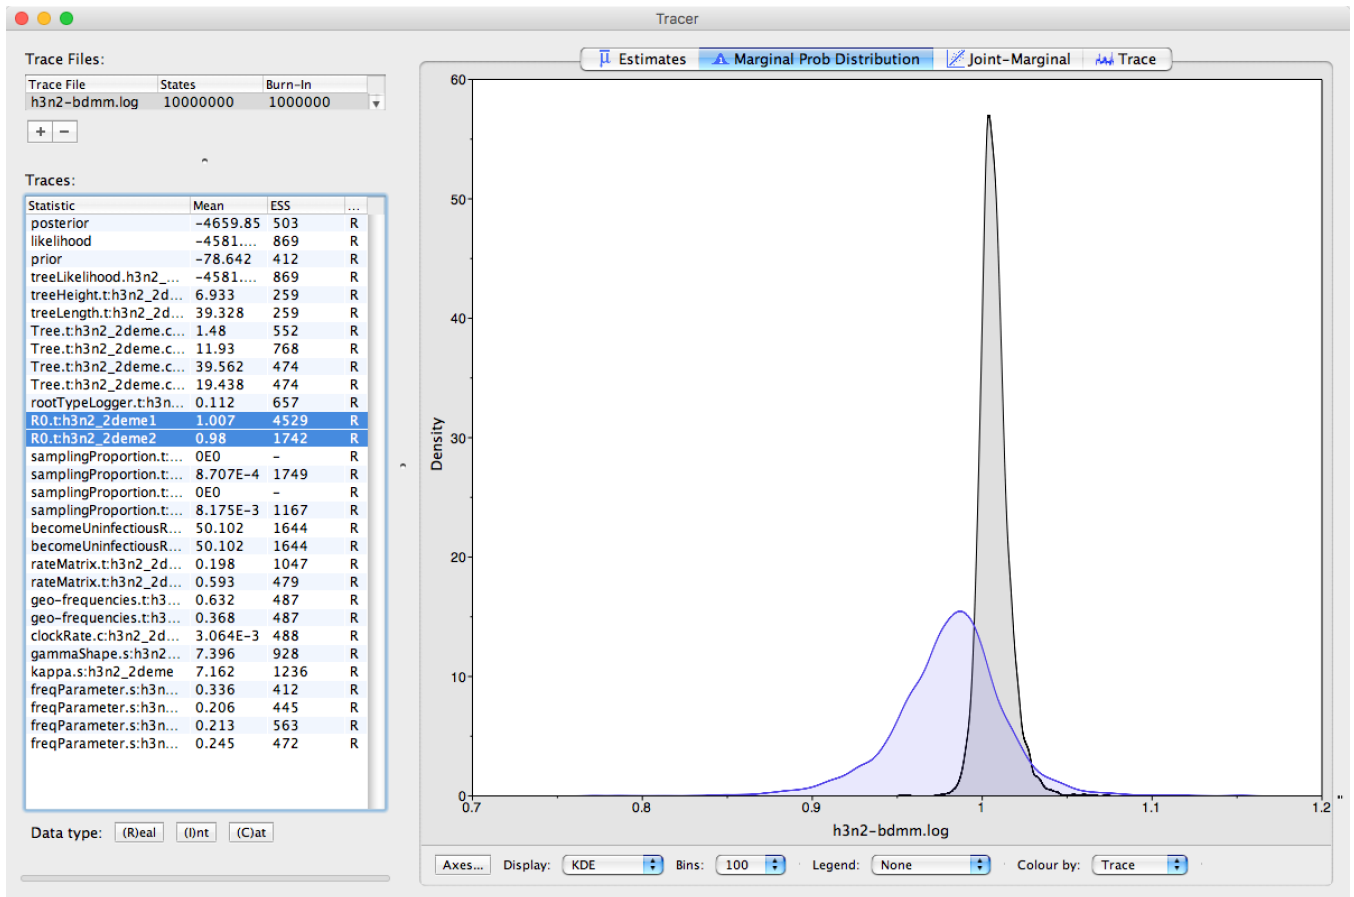 Tracer
Trace Files:
Trace File States Burn-In
h3n2-bdmm.log 10000000 1000000
+ −
Traces:
Statistic Mean ESS ...
posterior −4659.85 503 R
likelihood −4581.... 869 R
prior −78.642 412 R
treeLikelihood.h3n2_... −4581.... 869 R
treeHeight.t:h3n2_2d... 6.933 259 R
treeLength.t:h3n2_2d... 39.328 259 R
Tree.t:h3n2_2deme.c... 1.48 552 R
Tree.t:h3n2_2deme.c... 11.93 768 R
Tree.t:h3n2_2deme.c... 39.562 474 R
Tree.t:h3n2_2deme.c... 19.438 474 R
rootTypeLogger.t:h3n... 0.112 657 R
R0.t:h3n2_2deme1 1.007 4529 R
R0.t:h3n2_2deme2 0.98 1742 R
samplingProportion.t:... 0E0 - R
samplingProportion.t:... 8.707E-4 1749 R
samplingProportion.t:... 0E0 - R
samplingProportion.t:... 8.175E-3 1167 R
becomeUninfectiousR... 50.102 1644 R
becomeUninfectiousR... 50.102 1644 R
rateMatrix.t:h3n2_2d... 0.198 1047 R
rateMatrix.t:h3n2_2d... 0.593 479 R
geo-frequencies.t:h3... 0.632 487 R
geo-frequencies.t:h3... 0.368 487 R
clockRate.c:h3n2_2d... 3.064E-3 488 R
gammaShape.s:h3n2... 7.396 928 R
kappa.s:h3n2_2deme 7.162 1236 R
freqParameter.s:h3n... 0.336 412 R
freqParameter.s:h3n... 0.206 445 R
freqParameter.s:h3n... 0.213 563 R
freqParameter.s:h3n... 0.245 472 R
Data type: (R)eal (I)nt (C)at
Estimates Marginal Prob Distribution Joint-Marginal Trace
60
50
40
30
20
10
0
Density
0.7 0.8 0.9 1 1.1 1.2
h3n2-bdmm.log
Axes... Display: KDE Bins: 100 Legend: None Colour by: Trace